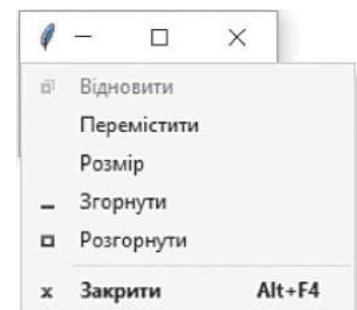 Відновити
Перемістити
Розмір
Згорнути
Розгорнути
Закрити Alt+F4